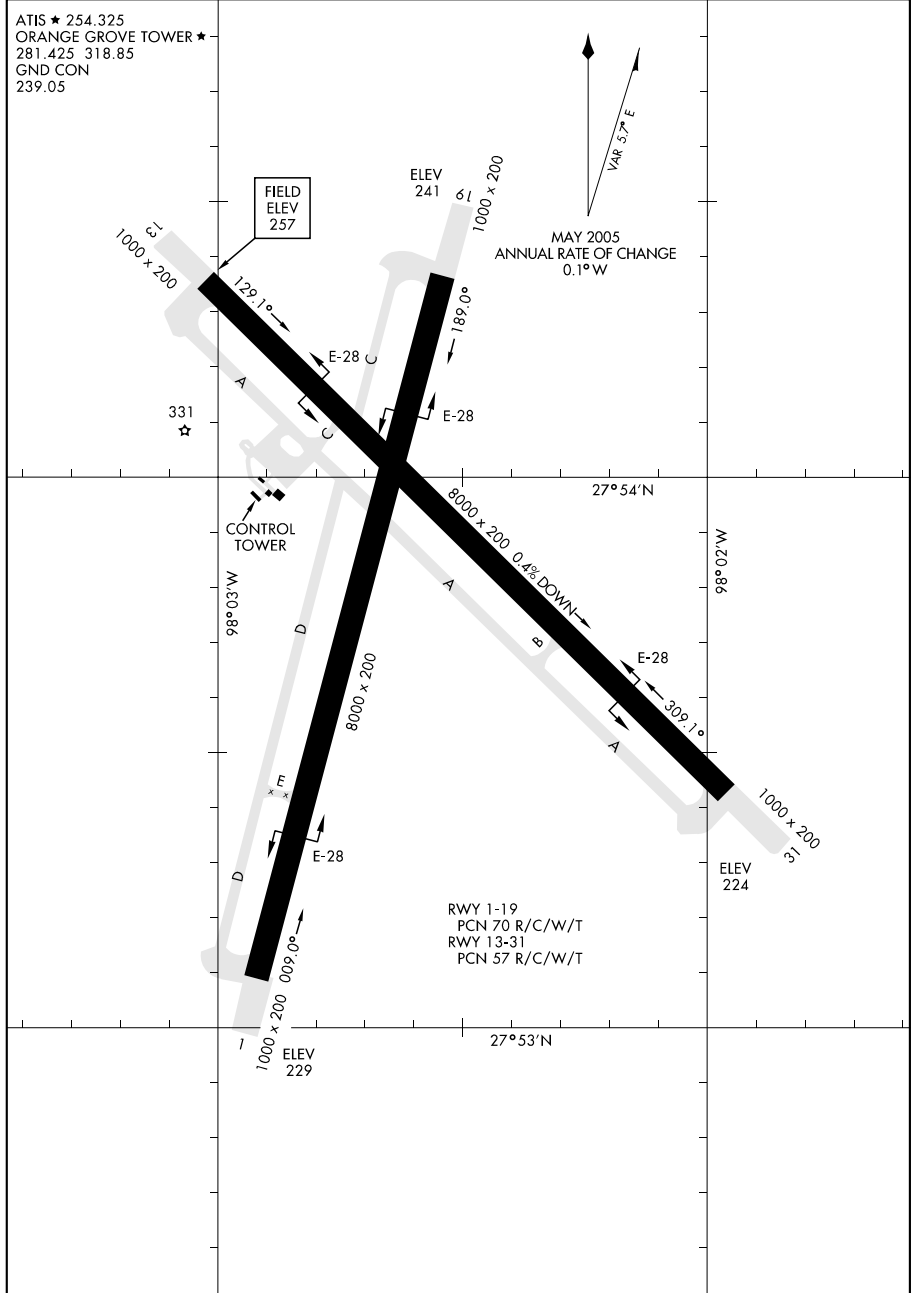 ATIS ★ 254.325
ORANGE GROVE TOWER ★
281.425 318.85
GND CON
239.05
VAR 5.7° E
MAY 2005
ANNUAL RATE OF CHANGE
0.1° W
ELEV
241
19
1000 x 200
FIELD
ELEV
257
13
1000 x 200
129.1°
189.0°
E-28
C
A
E-28
331
C
27° 54'N
CONTROL
TOWER
8000 x 200 0.4% DOWN
98° 03'W
98° 02'W
A
D
B
E-28
8000 x 200
309.1°
A
E
1000 x 200
31
E-28
D
ELEV
224
RWY 1-19
PCN 70 R/C/W/T
RWY 13-31
PCN 57 R/C/W/T
009.0°
1000 x 200
1
ELEV
229
27° 53'N